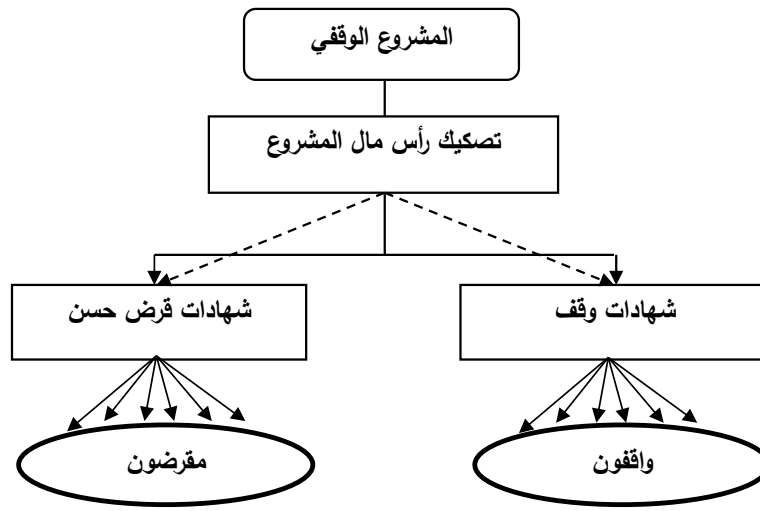 المشروع الوقفي
تصكيك رأس مال المشروع
شهادات وقف
شهادات قرض حسن
واقفون
مقرضون